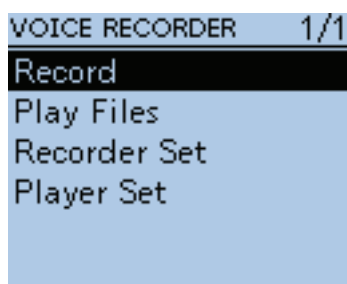 VOICE RECORDER 1/1
Record
Play Files
Recorder Set
Player Set